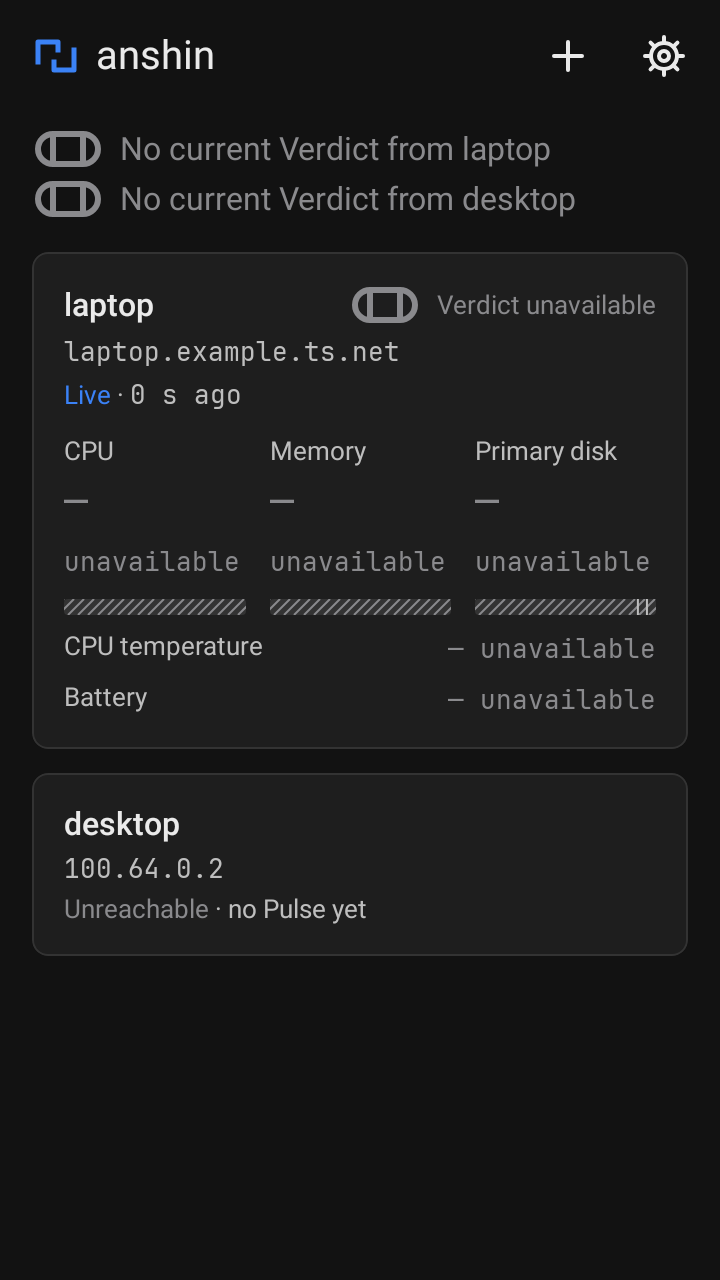 anshin
No current Verdict from laptop
No current Verdict from desktop
laptop Verdict unavailable
laptop.example.ts.net
Live · 0 s ago
CPU Memory Primary disk
— — —
unavailable unavailable unavailable
CPU temperature — unavailable
Battery — unavailable
desktop
100.64.0.2
Unreachable · no Pulse yet